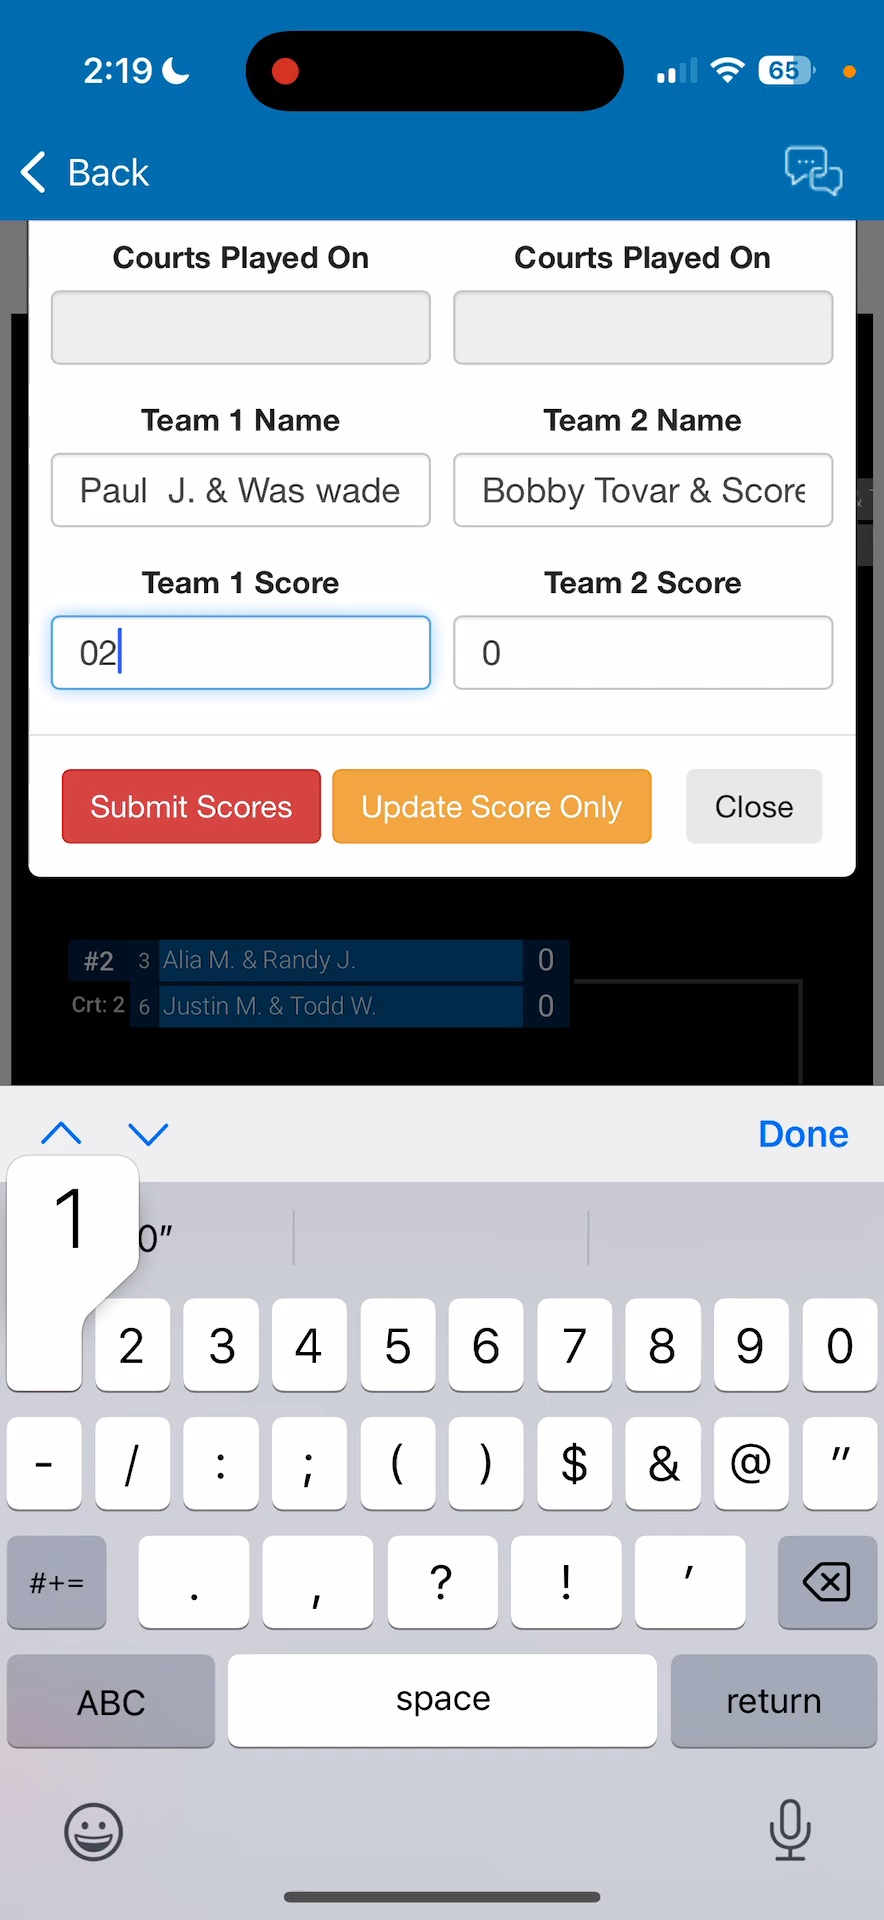 2:19
65
Back
Courts Played On Courts Played On
Team 1 Name Team 2 Name
Paul J. & Was wade Bobby Tovar & Score
Team 1 Score Team 2 Score
02 0
Submit Scores Update Score Only Close
#2 3 Alia M. & Randy J. 0
Crt: 2 6 Justin M. & Todd W. 0
Done
1 0"
2 3 4 5 6 7 8 9 0
- / : ; ( ) $ & @ "
#+= . , ? ! '
ABC space return